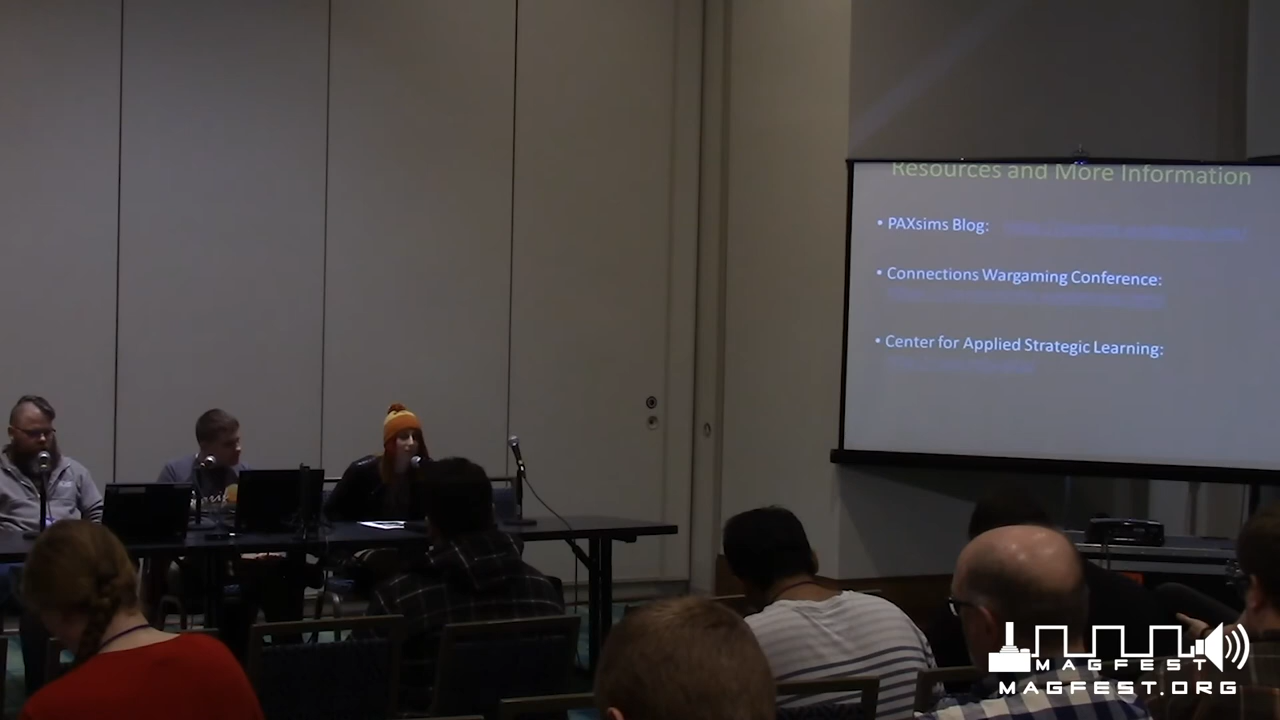 Resources and More Information
• PAXsims Blog:
• Connections Wargaming Conference:
• Center for Applied Strategic Learning:
MAGFEST
MAGFEST.ORG